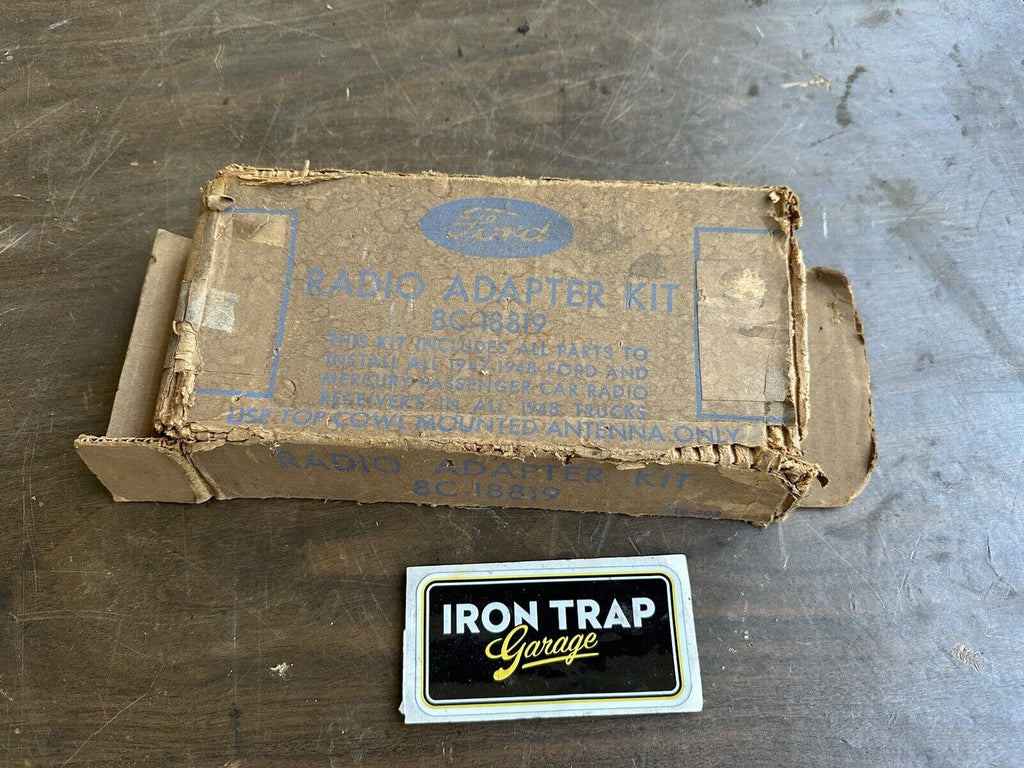 Ford
RADIO ADAPTER KIT
8C-18819
THIS KIT INCLUDES ALL PARTS TO
INSTALL ALL 1947-1948 FORD AND
MERCURY PASSENGER CAR RADIO
RECEIVERS IN ALL 1948 TRUCKS
USE TOP COWL MOUNTED ANTENNA ONLY
RADIO ADAPTER KIT
8C-18819
IRON TRAP
Garage